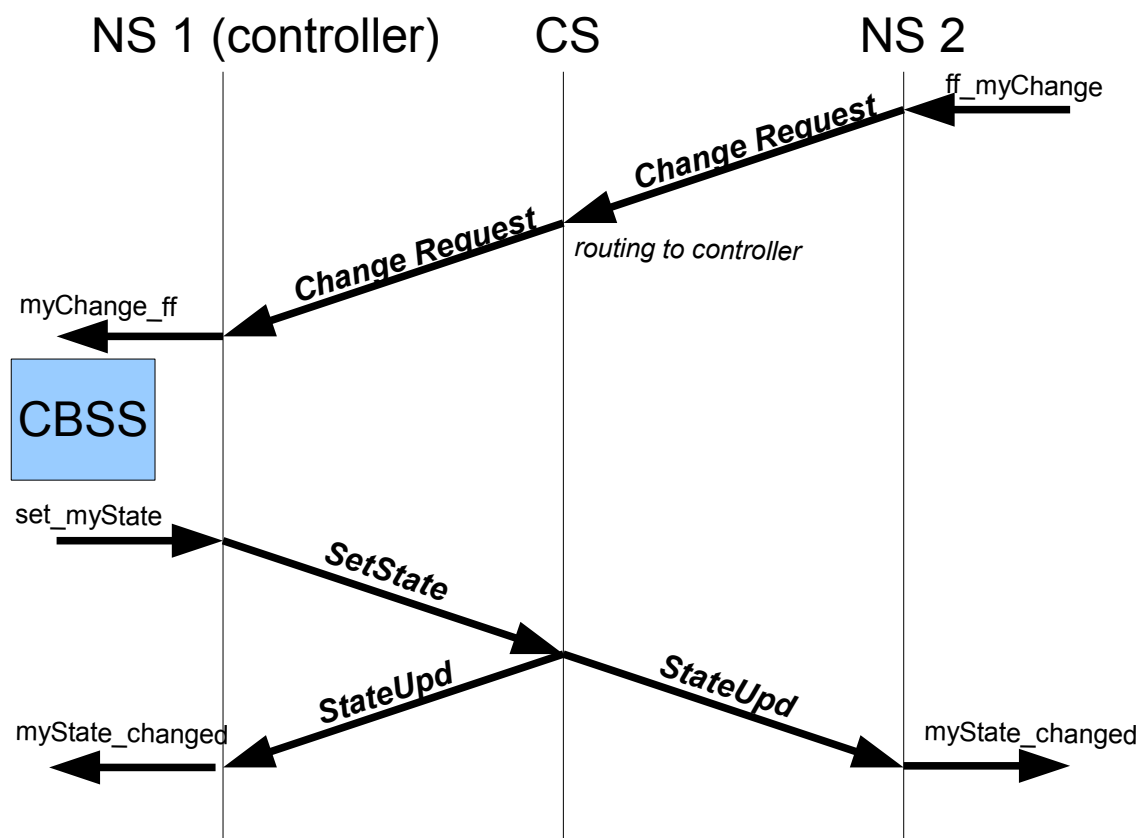 NS 1 (controller)
CS
NS 2
ff_myChange
Change Request
Change Request
routing to controller
myChange_ff
CBSS
set_myState
SetState
StateUpd
StateUpd
myState_changed
myState_changed